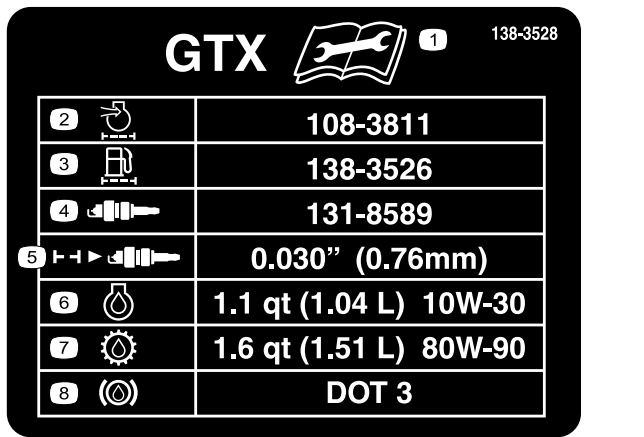 GTX 1 138-3528
2 108-3811
3 138-3526
4 131-8589
5 0.030” (0.76mm)
6 1.1 qt (1.04 L) 10W-30
7 1.6 qt (1.51 L) 80W-90
8 DOT 3